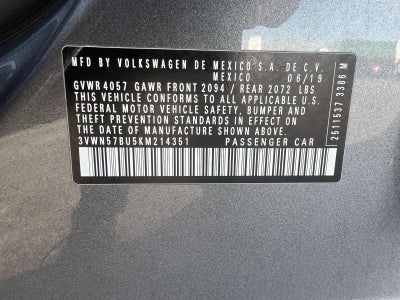 MFD BY VOLKSWAGEN DE MEXICO S.A. DE C.V.
MEXICO 06/19
GVWR 4057 GAWR FRONT 2094 / REAR 2072 LBS
THIS VEHICLE CONFORMS TO ALL APPLICABLE U.S.
FEDERAL MOTOR VEHICLE SAFETY, BUMPER AND
THEFT PREVENTION STANDARDS IN EFFECT ON THE
DATE OF MANUFACTURE SHOWN ABOVE
3VWN57BU5KM214351 PASSENGER CAR
2511537 3386 M